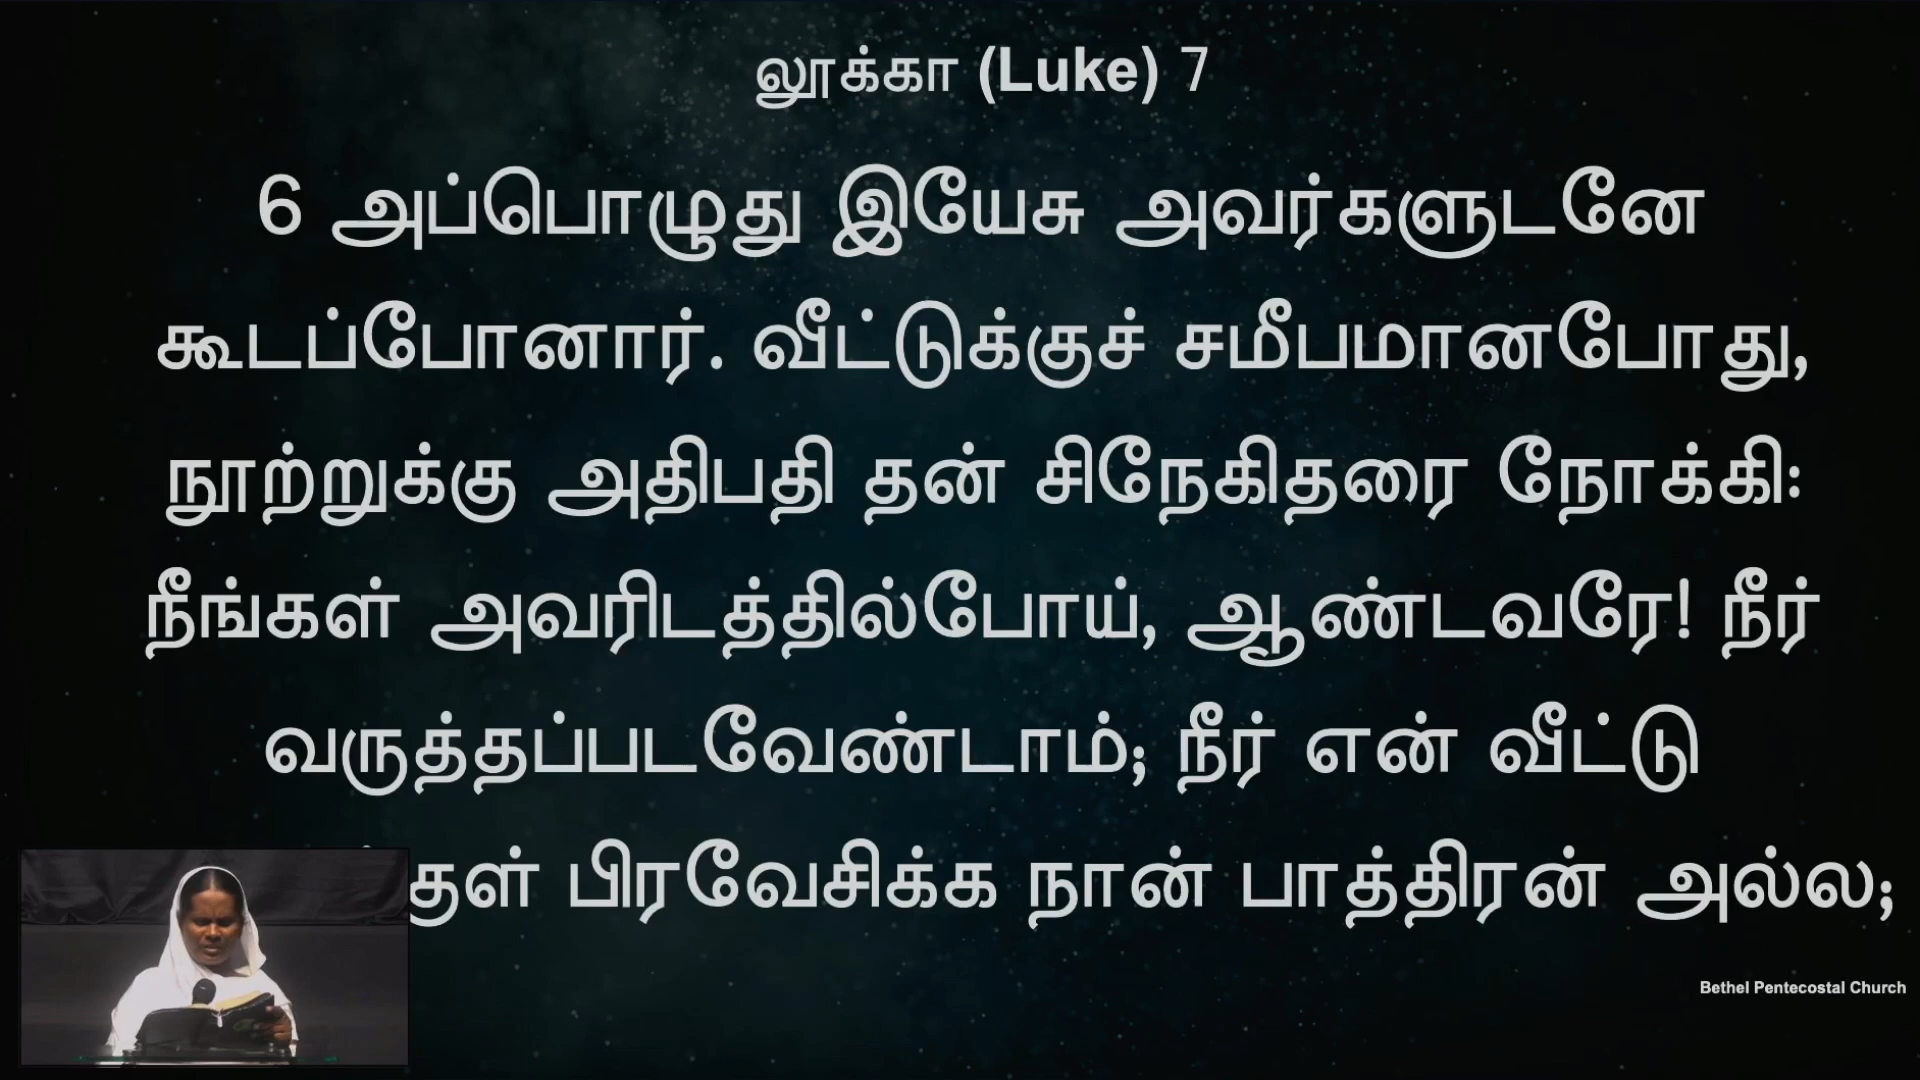 லூக்கா (Luke) 7
6 அப்பொழுது இயேசு அவர்களுடனே
கூடப்போனார். வீட்டுக்குச் சமீபமானபோது,
நூற்றுக்கு அதிபதி தன் சிநேகிதரை நோக்கி:
நீங்கள் அவரிடத்தில்போய், ஆண்டவரே! நீர்
வருத்தப்படவேண்டாம்; நீர் என் வீட்டு
பிரவேசிக்க நான் பாத்திரன் அல்ல;
Bethel Pentecostal Church